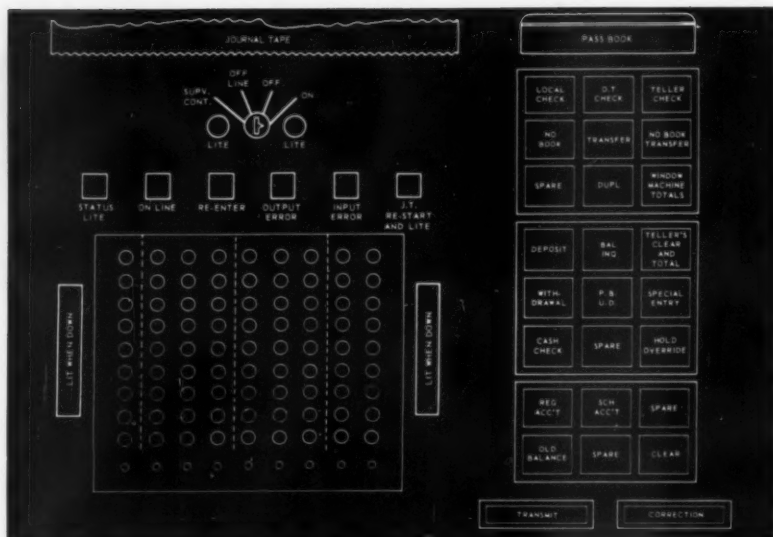 JOURNAL TAPE
SUPV. CONT.
OFF LINE
OFF
ON
LITE
LITE
STATUS LITE
ON LINE
RE-ENTER
OUTPUT ERROR
INPUT ERROR
J.T. RE-START AND LITE
LIT WHEN DOWN
LIT WHEN DOWN
PASS BOOK
LOCAL CHECK
D.T CHECK
TELLER CHECK
NO BOOK
TRANSFER
NO BOOK TRANSFER
SPARE
DUPL
WINDOW MACHINE TOTALS
DEPOSIT
BAL INQ
TELLER'S CLEAR AND TOTAL
WITH-DRAWAL
P.B. U.D.
SPECIAL ENTRY
CASH CHECK
SPARE
HOLD OVERRIDE
REG ACC'T
SCH ACC'T
SPARE
OLD BALANCE
SPARE
CLEAR
TRANSMIT
CORRECTION